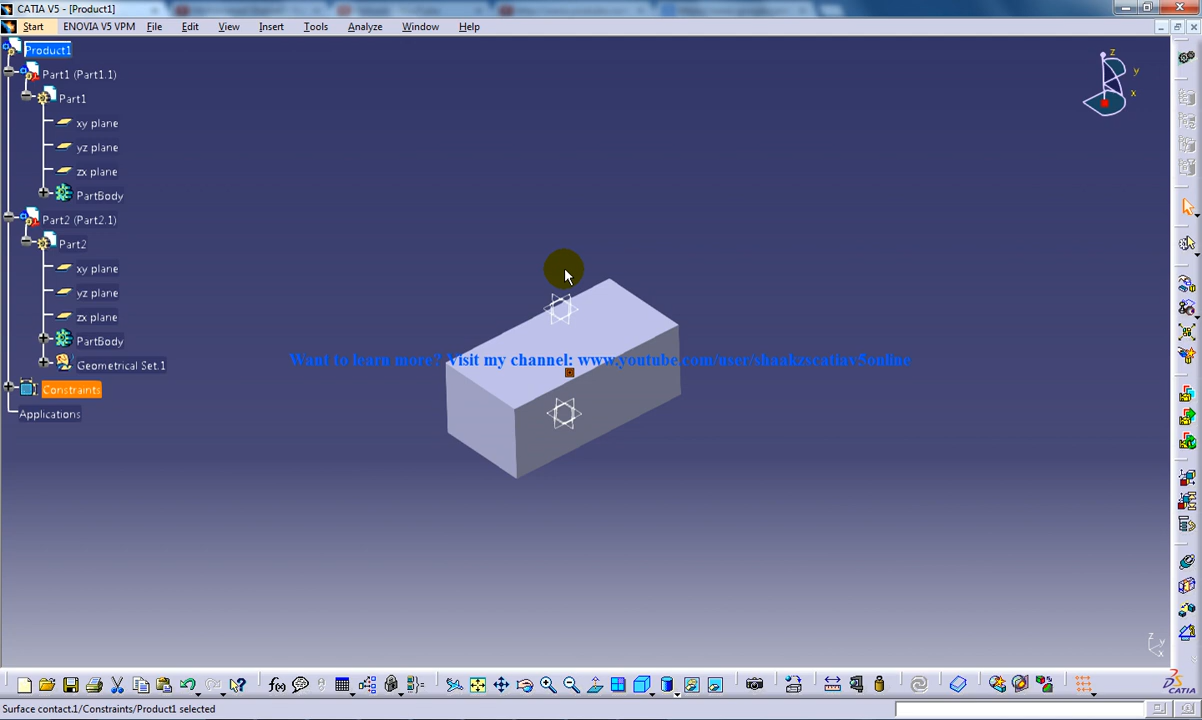 CATIA V5 - [Product1]
Start ENOVIA V5 VPM File Edit View Insert Tools Analyze Window Help
Product1
Part1 (Part1.1)
Part1
xy plane
yz plane
zx plane
PartBody
Part2 (Part2.1)
Part2
xy plane
yz plane
zx plane
PartBody
Geometrical Set.1
Constraints
Applications
z
y
x
Want to learn more? Visit my channel: www.youtube.com/user/shaakzscatiav5online
z
y
x
f(x)
CATIA
Surface contact.1/Constraints/Product1 selected